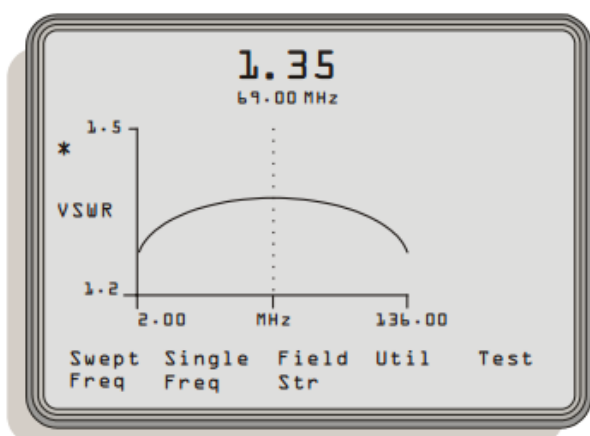 1.35
69.00 MHz
1.5
*
VSWR
1.2
2.00 MHz 136.00
Swept Single Field Util Test
Freq Freq Str